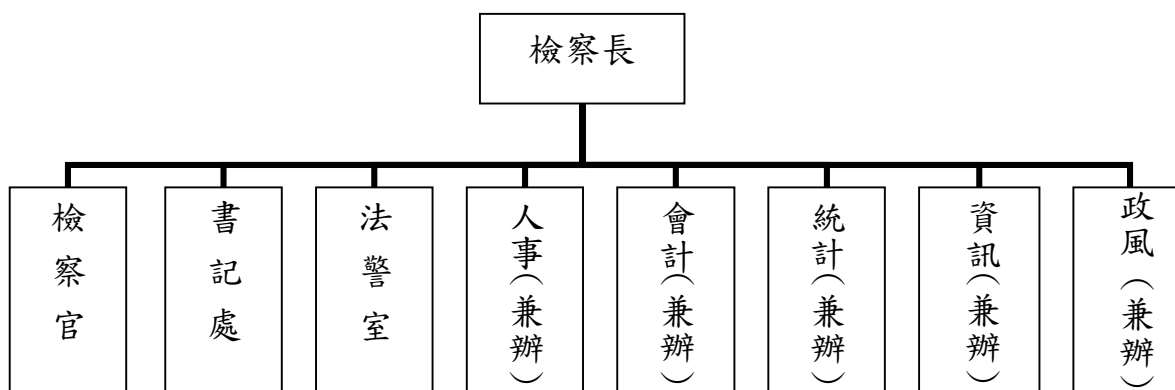 檢察長
檢察官
書記處
法警室
人事(兼辦)
會計(兼辦)
統計(兼辦)
資訊(兼辦)
政風(兼辦)